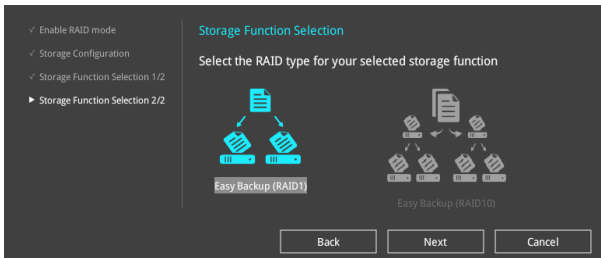 ✓ Enable RAID mode
✓ Storage Configuration
✓ Storage Function Selection 1/2
▶ Storage Function Selection 2/2
Storage Function Selection
Select the RAID type for your selected storage function
Easy Backup (RAID1)
Easy Backup (RAID10)
Back
Next
Cancel